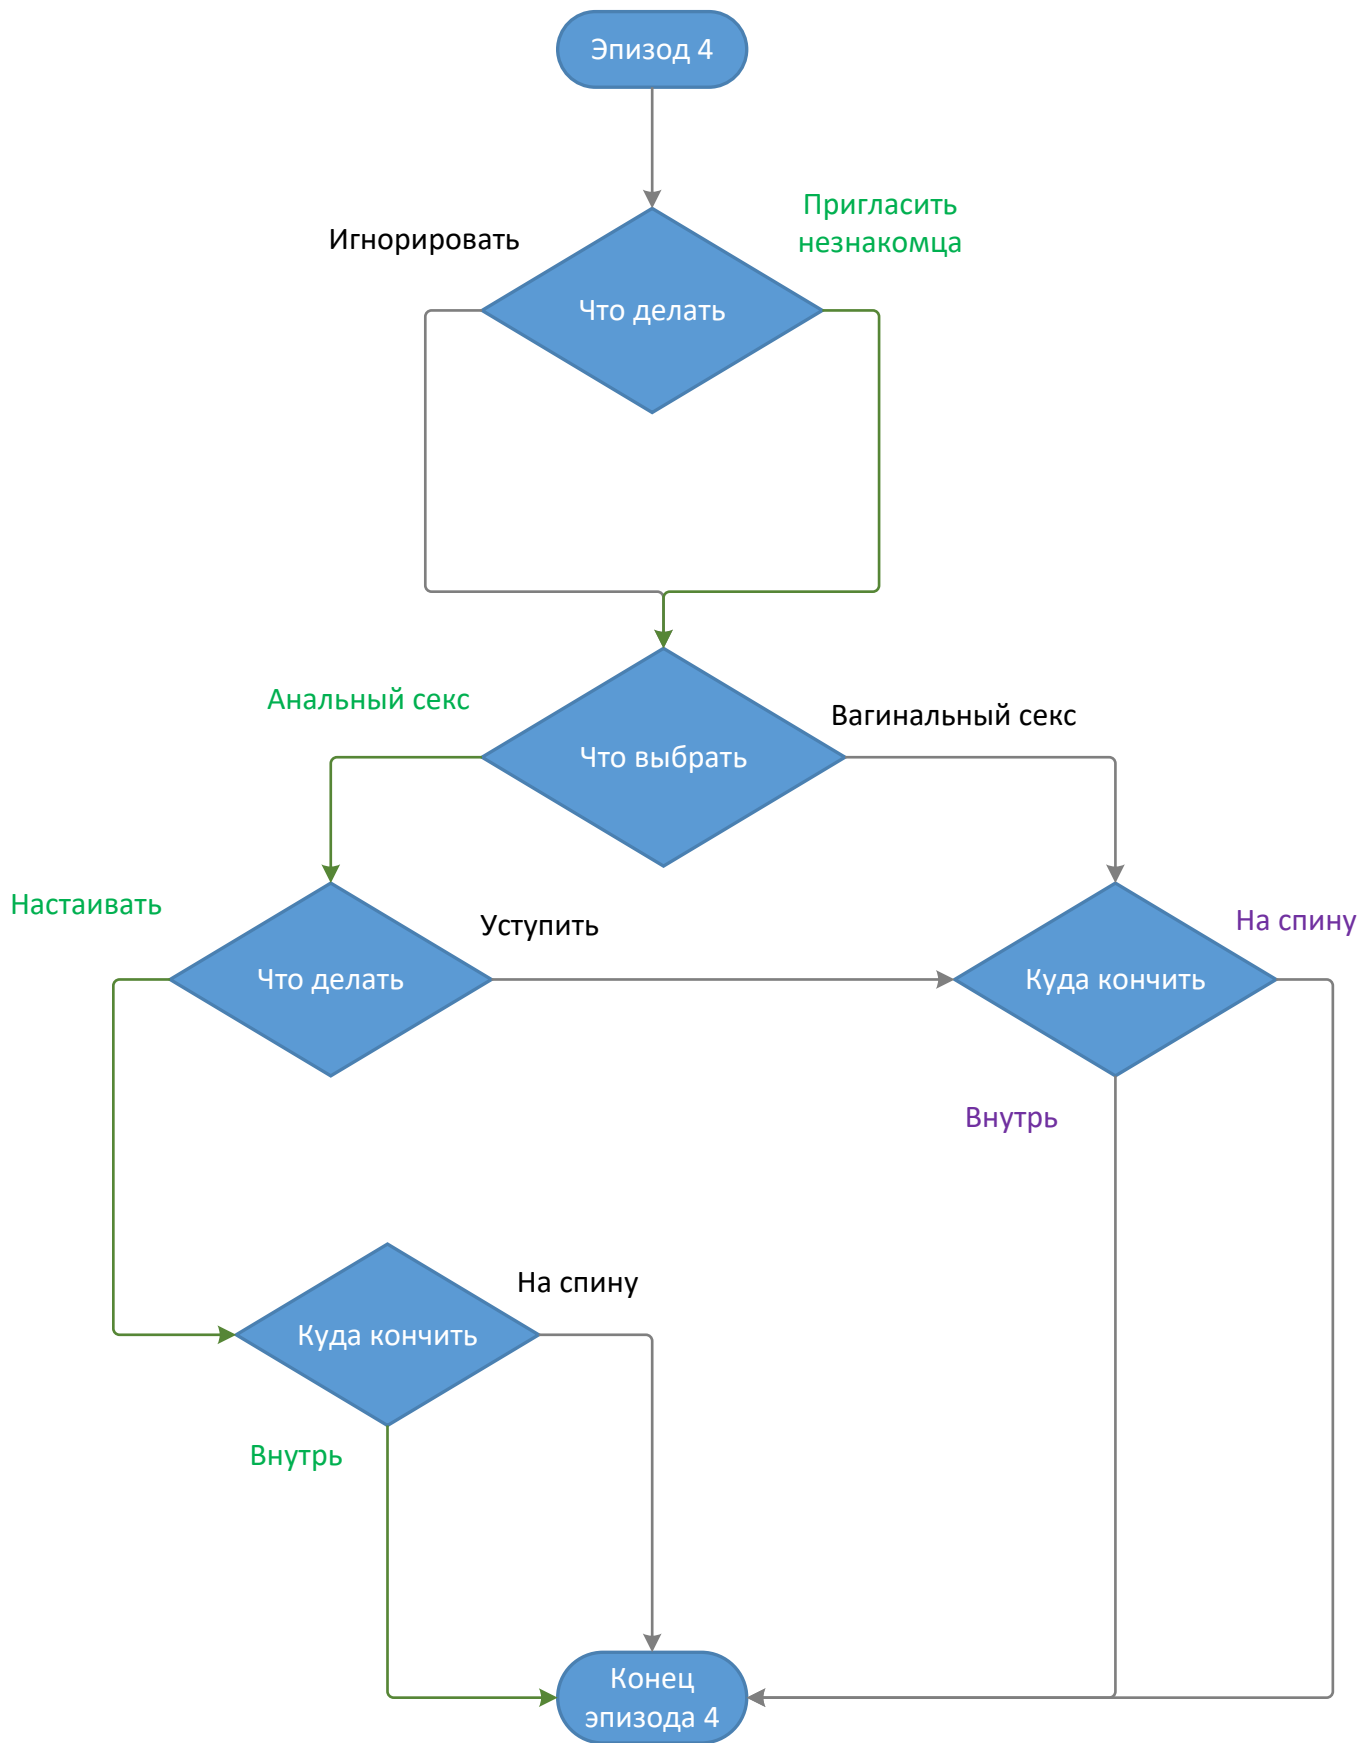 Эпизод 4
Пригласить
незнакомца
Игнорировать
Что делать
Анальный секс
Вагинальный секс
Что выбрать
Настаивать
Уступить
На спину
Что делать
Куда кончить
Внутрь
На спину
Куда кончить
Внутрь
Конец
эпизода 4